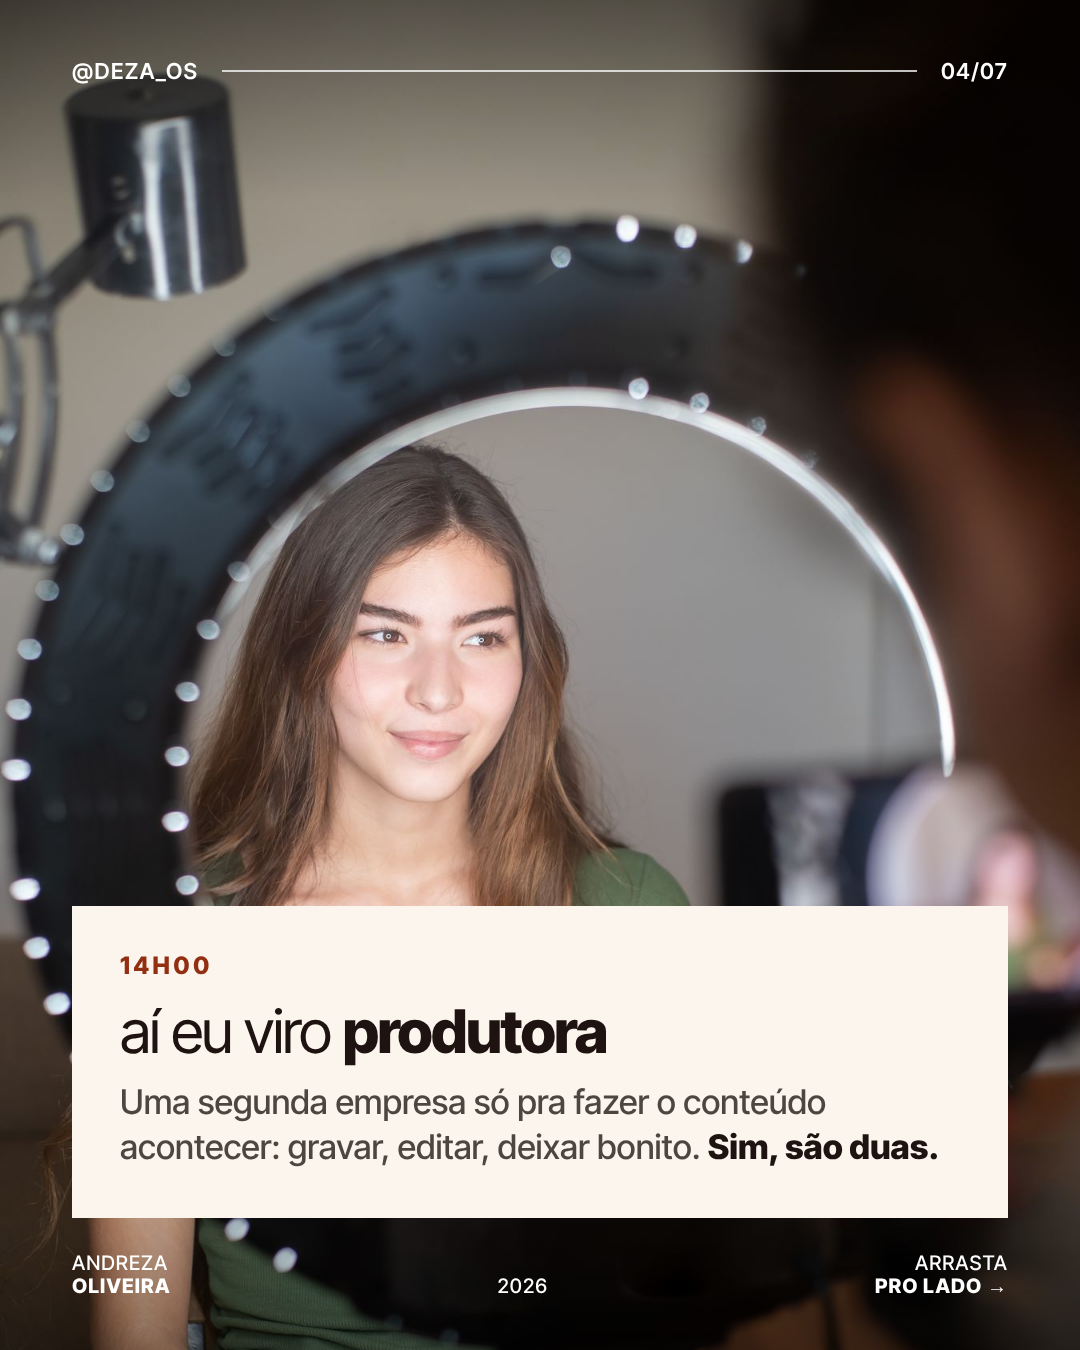 @DEZA_OS
04/07
14H00
aí eu viro produtora
Uma segunda empresa só pra fazer o conteúdo
acontecer: gravar, editar, deixar bonito. Sim, são duas.
ANDREZA
OLIVEIRA
2026
ARRASTA
PRO LADO →